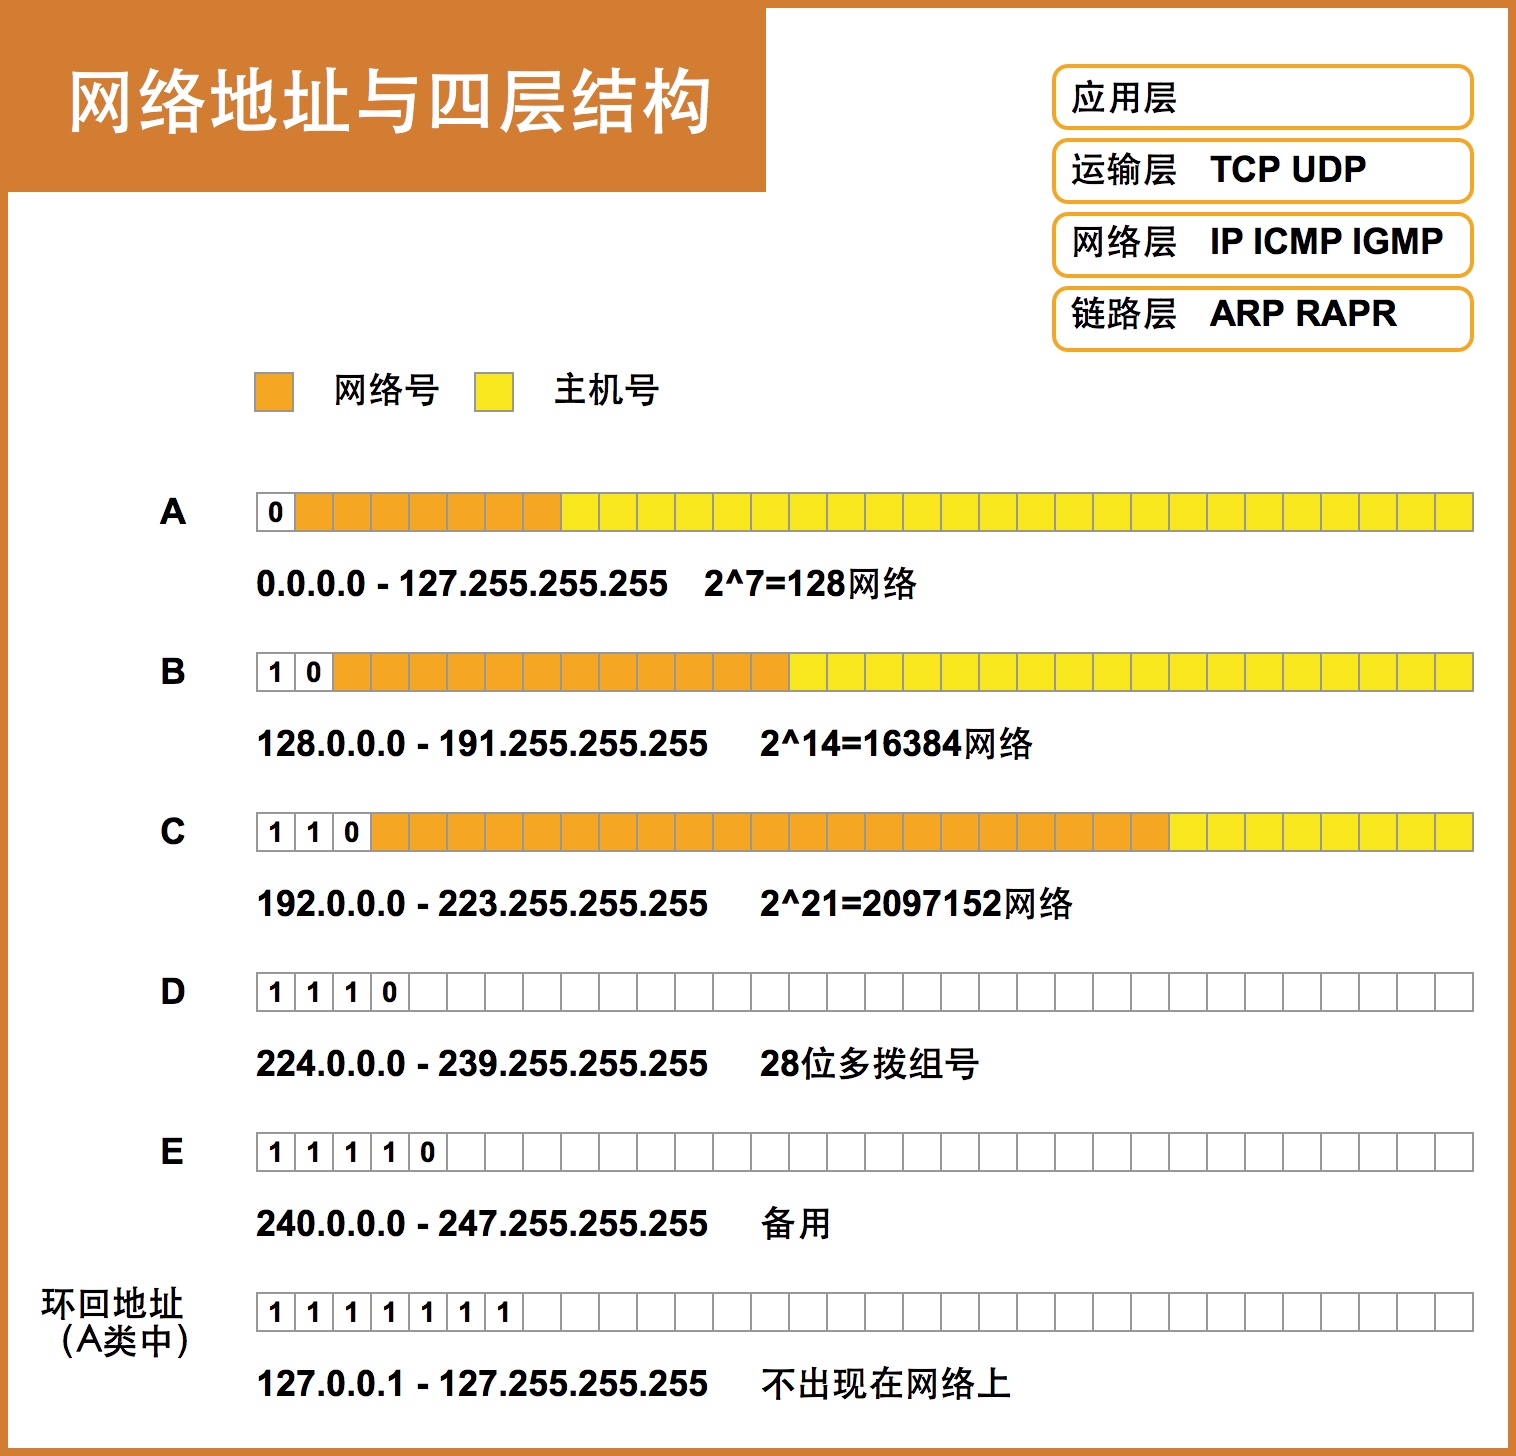 网络地址与四层结构
应用层
运输层 TCP UDP
网络层 IP ICMP IGMP
链路层 ARP RAPR
网络号 主机号
A 0
0.0.0.0 - 127.255.255.255 2^7=128网络
B 1 0
128.0.0.0 - 191.255.255.255 2^14=16384网络
C 1 1 0
192.0.0.0 - 223.255.255.255 2^21=2097152网络
D 1 1 1 0
224.0.0.0 - 239.255.255.255 28位多拨组号
E 1 1 1 1 0
240.0.0.0 - 247.255.255.255 备用
环回地址
（A类中）
1 1 1 1 1 1 1
127.0.0.1 - 127.255.255.255 不出现在网络上